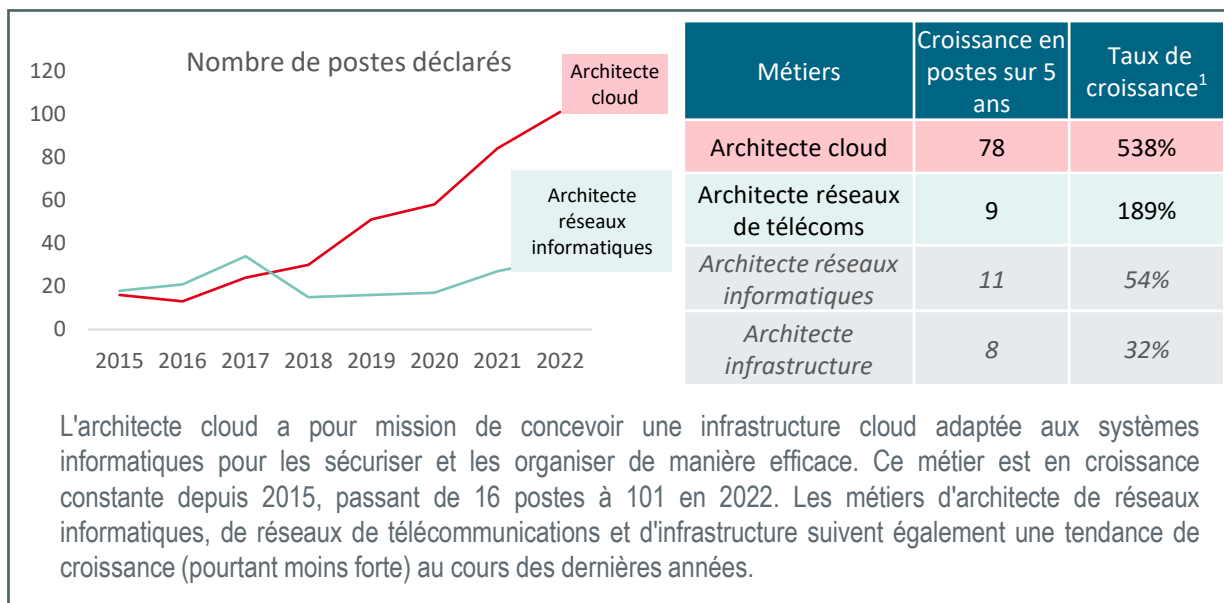 Nombre de postes déclarés
120
100
80
60
40
20
0
2015 2016 2017 2018 2019 2020 2021 2022
Architecte
cloud
Architecte
réseaux
informatiques
Métiers
Croissance en
postes sur 5
ans
Taux de
croissance¹
Architecte cloud 78 538%
Architecte réseaux
de télécoms
9 189%
Architecte réseaux
informatiques
11 54%
Architecte
infrastructure
8 32%
L'architecte cloud a pour mission de concevoir une infrastructure cloud adaptée aux systèmes
informatiques pour les sécuriser et les organiser de manière efficace. Ce métier est en croissance
constante depuis 2015, passant de 16 postes à 101 en 2022. Les métiers d'architecte de réseaux
informatiques, de réseaux de télécommunications et d'infrastructure suivent également une tendance de
croissance (pourtant moins forte) au cours des dernières années.